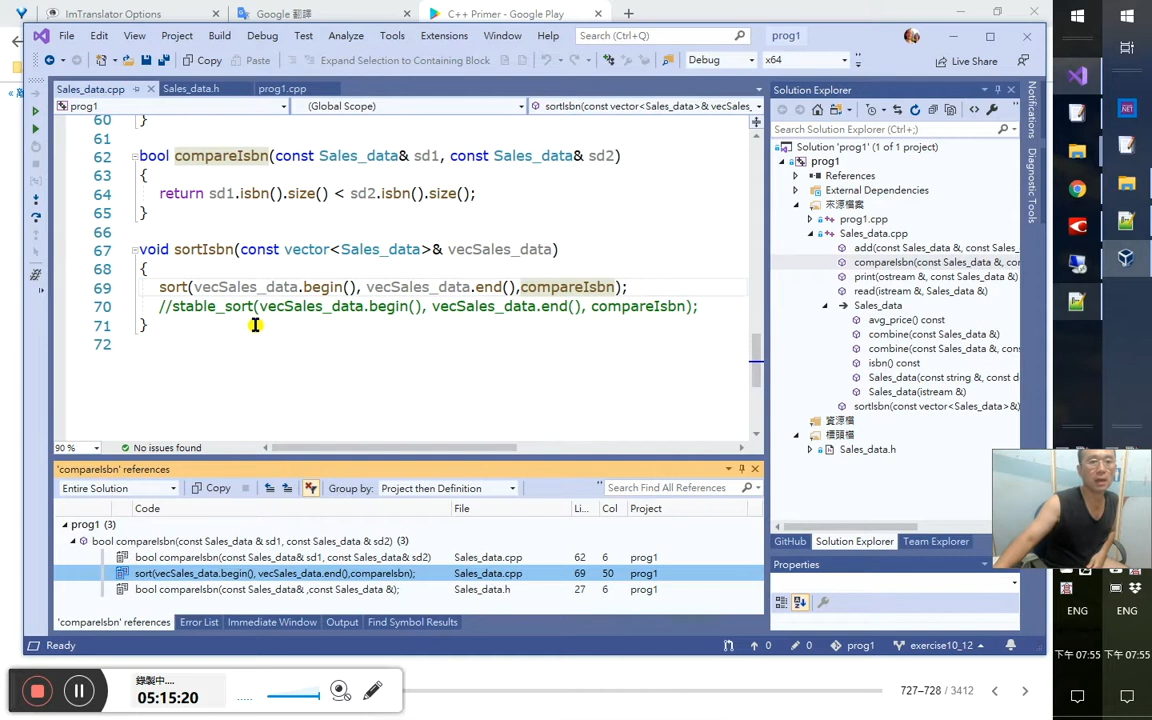 ImTranslator Options
Google 翻譯
C++ Primer - Google Play
File Edit View Project Build Debug Test Analyze Tools Extensions Window Help
Search (Ctrl+Q)
prog1
Copy
Paste
Expand Selection to Containing Block
Debug
x64
Live Share
Sales_data.cpp
Sales_data.h
prog1.cpp
prog1
(Global Scope)
sortIsbn(const vector<Sales_data>& vecSales_
60 }
61
62 bool compareIsbn(const Sales_data& sd1, const Sales_data& sd2)
63 {
64 return sd1.isbn().size() < sd2.isbn().size();
65 }
66
67 void sortIsbn(const vector<Sales_data>& vecSales_data)
68 {
69 sort(vecSales_data.begin(), vecSales_data.end(),compareIsbn);
70 //stable_sort(vecSales_data.begin(), vecSales_data.end(), compareIsbn);
71 }
72
90 %
No issues found
Solution Explorer
Search Solution Explorer (Ctrl+;)
Solution 'prog1' (1 of 1 project)
prog1
References
External Dependencies
來源檔案
prog1.cpp
Sales_data.cpp
add(const Sales_data &, const Sales
compareIsbn(const Sales_data &, co
print(ostream &, const Sales_data &
read(istream &, Sales_data &)
Sales_data
avg_price() const
combine(const Sales_data &)
combine(const Sales_data &,
isbn() const
Sales_data(const string &, const d
Sales_data(istream &)
sortIsbn(const vector<Sales_data>&)
資源檔
標頭檔
Sales_data.h
Notifications
Diagnostic Tools
GitHub
Solution Explorer
Team Explorer
Properties
'compareIsbn' references
Entire Solution
Copy
Group by:
Project then Definition
Search Find All References
Code File Li... Col Project
prog1 (3)
bool compareIsbn(const Sales_data & sd1, const Sales_data & sd2) (3)
bool compareIsbn(const Sales_data& sd1, const Sales_data& sd2) Sales_data.cpp 62 6 prog1
sort(vecSales_data.begin(), vecSales_data.end(),compareIsbn); Sales_data.cpp 69 50 prog1
bool compareIsbn(const Sales_data& ,const Sales_data &); Sales_data.h 27 6 prog1
'compareIsbn' references
Error List
Immediate Window
Output
Find Symbol Results
Ready
0
0
prog1
exercise10_12
ENG
ENG
下午 07:55
下午 07:55
錄製中...
05:15:20
727–728 / 3412